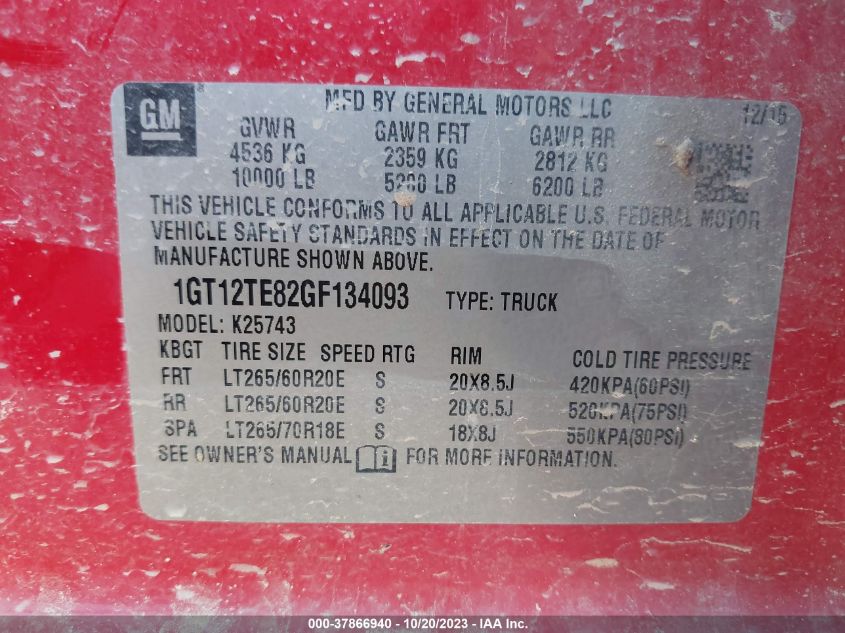 GM
MFD BY GENERAL MOTORS LLC 12/15
GVWR GAWR FRT GAWR RR
4536 KG 2359 KG 2812 KG
10000 LB 5200 LB 6200 LB
THIS VEHICLE CONFORMS TO ALL APPLICABLE U.S. FEDERAL MOTOR
VEHICLE SAFETY STANDARDS IN EFFECT ON THE DATE OF
MANUFACTURE SHOWN ABOVE.
1GT12TE82GF134093 TYPE: TRUCK
MODEL: K25743
KBGT TIRE SIZE SPEED RTG RIM COLD TIRE PRESSURE
FRT LT265/60R20E S 20X8.5J 420KPA(60PSI)
RR LT265/60R20E S 20X8.5J 520KPA(75PSI)
SPA LT265/70R18E S 18X8J 550KPA(80PSI)
SEE OWNER'S MANUAL FOR MORE INFORMATION.
000-37866940 - 10/20/2023 - IAA Inc.